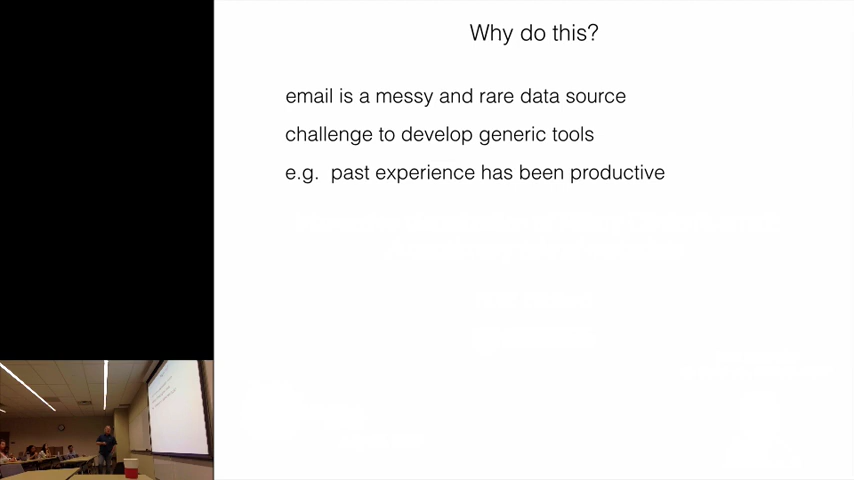 Why do this?
email is a messy and rare data source
challenge to develop generic tools
e.g. past experience has been productive